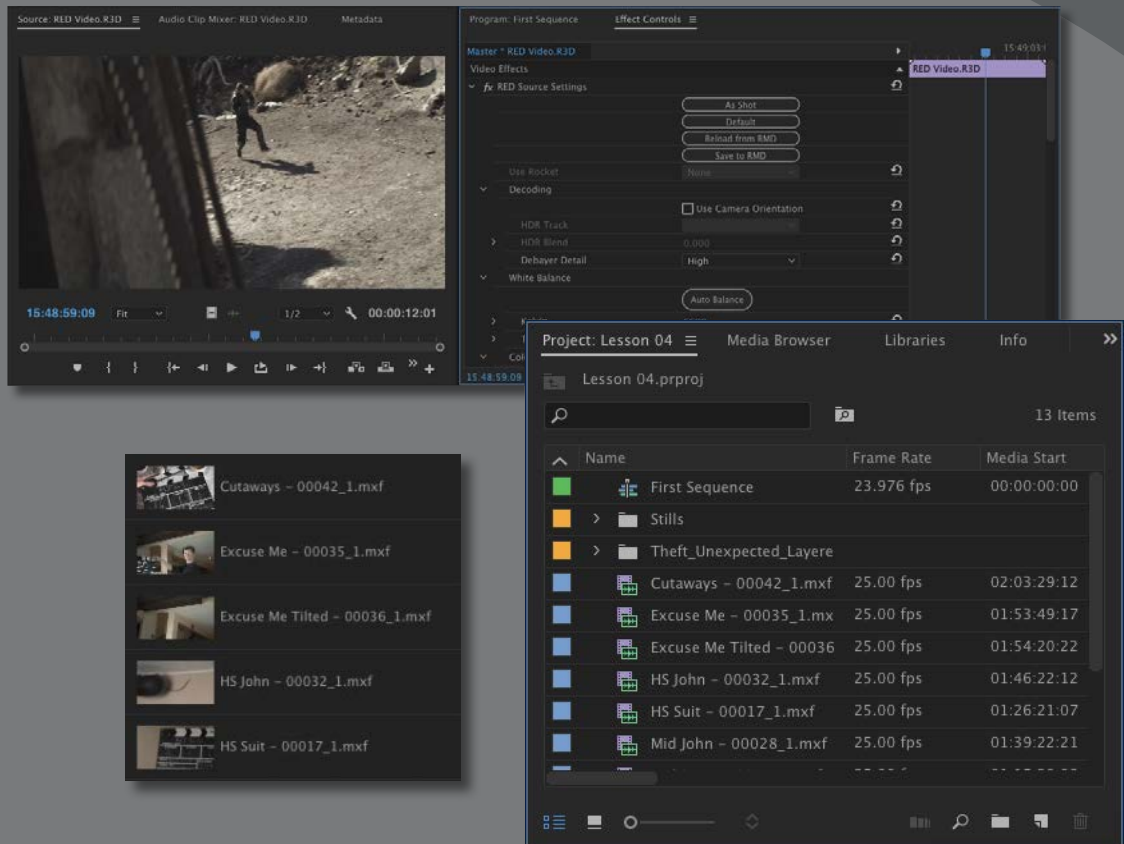 Source: RED Video.R3D
Audio Clip Mixer: RED Video.R3D
Metadata
15:48:59:09
Fit
1/2
00:00:12:01
Program: First Sequence
Effect Controls
Master * RED Video.R3D
15:49:03:
Video Effects
RED Video.R3D
fx RED Source Settings
As Shot
Default
Reload from RMD
Save to RMD
Use Rocket
None
Decoding
Use Camera Orientation
HDR Track
HDR Blend
0.000
Debayer Detail
High
White Balance
Auto Balance
15:48:59:09
Cutaways – 00042_1.mxf
Excuse Me – 00035_1.mxf
Excuse Me Tilted – 00036_1.mxf
HS John – 00032_1.mxf
HS Suit – 00017_1.mxf
Project: Lesson 04
Media Browser
Libraries
Info
Lesson 04.prproj
13 Items
Name
Frame Rate
Media Start
First Sequence 23.976 fps 00:00:00:00
Stills
Theft_Unexpected_Layere
Cutaways – 00042_1.mxf 25.00 fps 02:03:29:12
Excuse Me – 00035_1.mx 25.00 fps 01:53:49:17
Excuse Me Tilted – 00036 25.00 fps 01:54:20:22
HS John – 00032_1.mxf 25.00 fps 01:46:22:12
HS Suit – 00017_1.mxf 25.00 fps 01:26:21:07
Mid John – 00028_1.mxf 25.00 fps 01:39:22:21